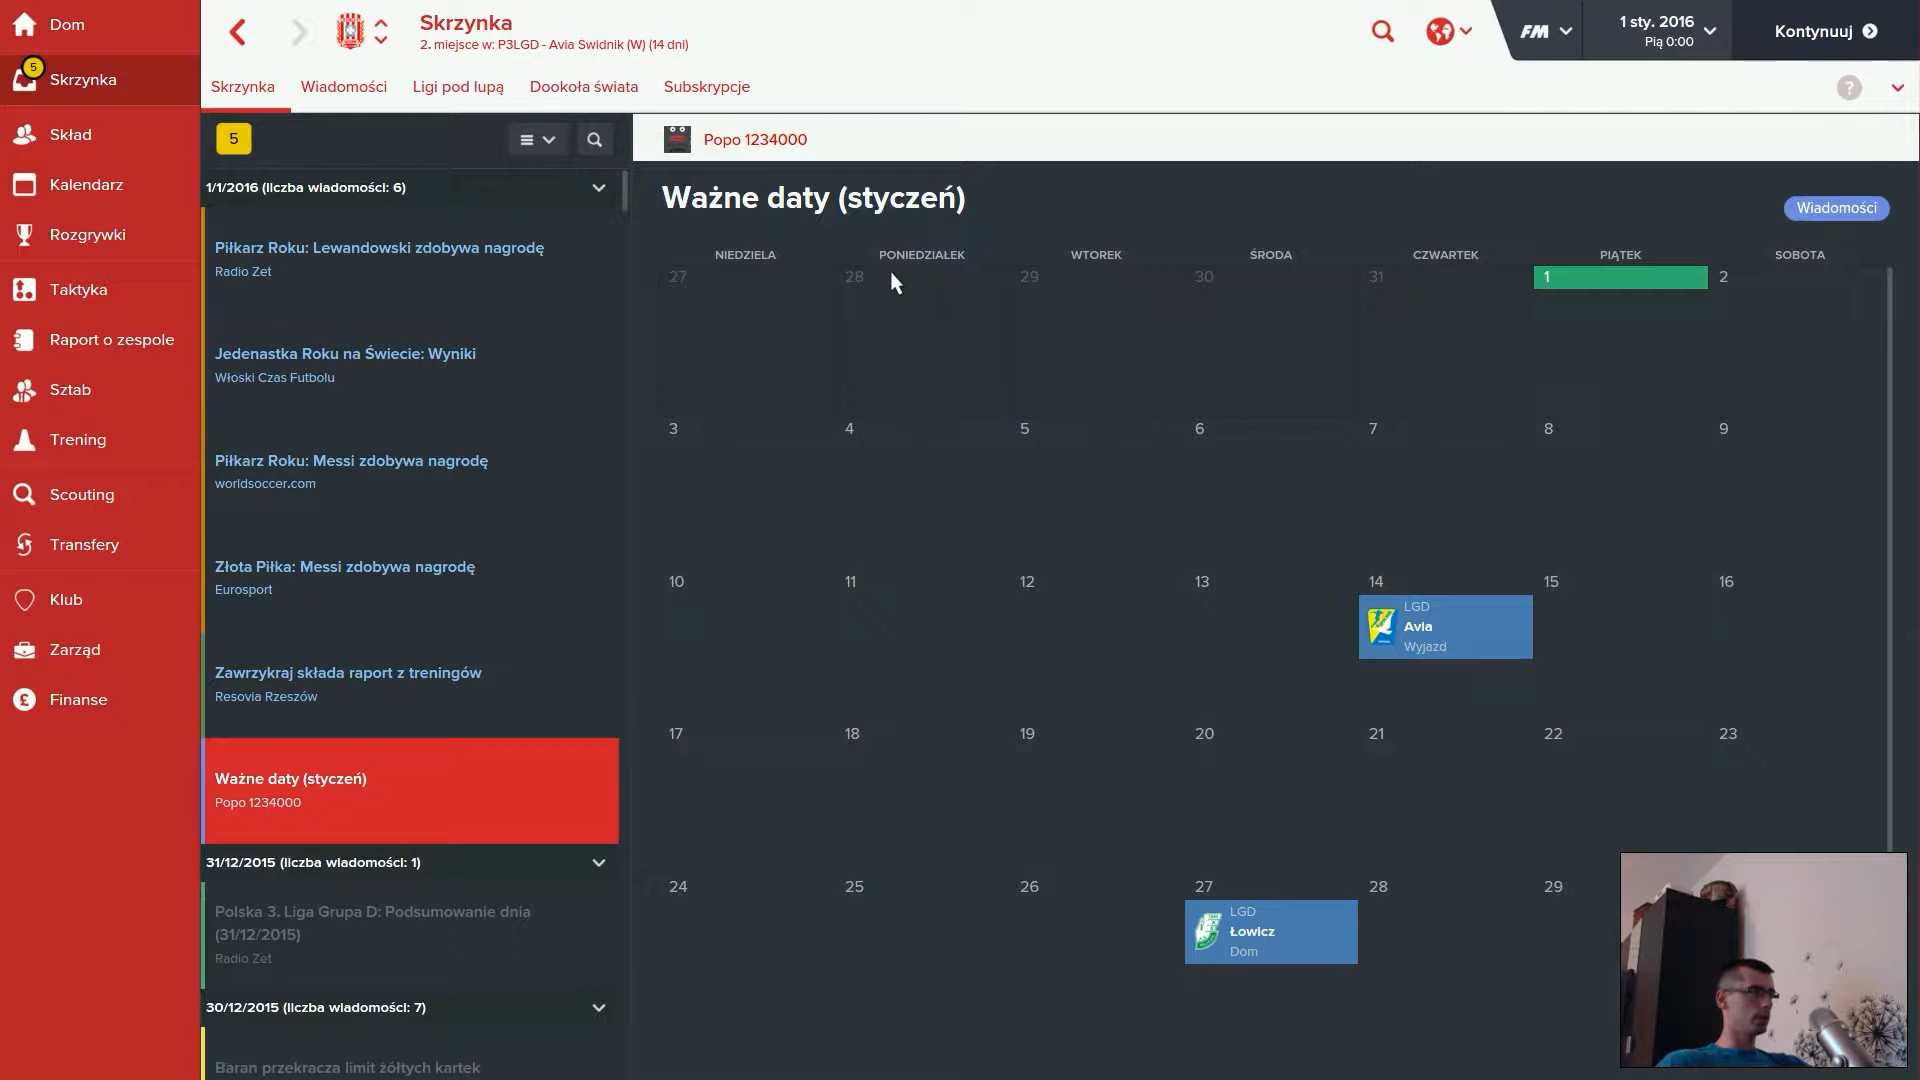 Dom
5
Skrzynka
Skład
Kalendarz
Rozgrywki
Taktyka
Raport o zespole
Sztab
Trening
Scouting
Transfery
Klub
Zarząd
Finanse
Skrzynka
2. miejsce w: P3LGD - Avia Swidnik (W) (14 dni)
FM
1 sty. 2016
Pią 0:00
Kontynuuj
Skrzynka
Wiadomości
Ligi pod lupą
Dookoła świata
Subskrypcje
?
5
1/1/2016 (liczba wiadomości: 6)
Piłkarz Roku: Lewandowski zdobywa nagrodę
Radio Zet
Jedenastka Roku na Świecie: Wyniki
Włoski Czas Futbolu
Piłkarz Roku: Messi zdobywa nagrodę
worldsoccer.com
Złota Piłka: Messi zdobywa nagrodę
Eurosport
Zawrzykraj składa raport z treningów
Resovia Rzeszów
Ważne daty (styczeń)
Popo 1234000
31/12/2015 (liczba wiadomości: 1)
Polska 3. Liga Grupa D: Podsumowanie dnia
(31/12/2015)
Radio Zet
30/12/2015 (liczba wiadomości: 7)
Baran przekracza limit żółtych kartek
Popo 1234000
Ważne daty (styczeń)
Wiadomości
NIEDZIELA PONIEDZIAŁEK WTOREK ŚRODA CZWARTEK PIĄTEK SOBOTA
27 28 29 30 31 1 2
3 4 5 6 7 8 9
10 11 12 13 14 15 16
LGD
Avia
Wyjazd
17 18 19 20 21 22 23
24 25 26 27 28 29
LGD
Łowicz
Dom